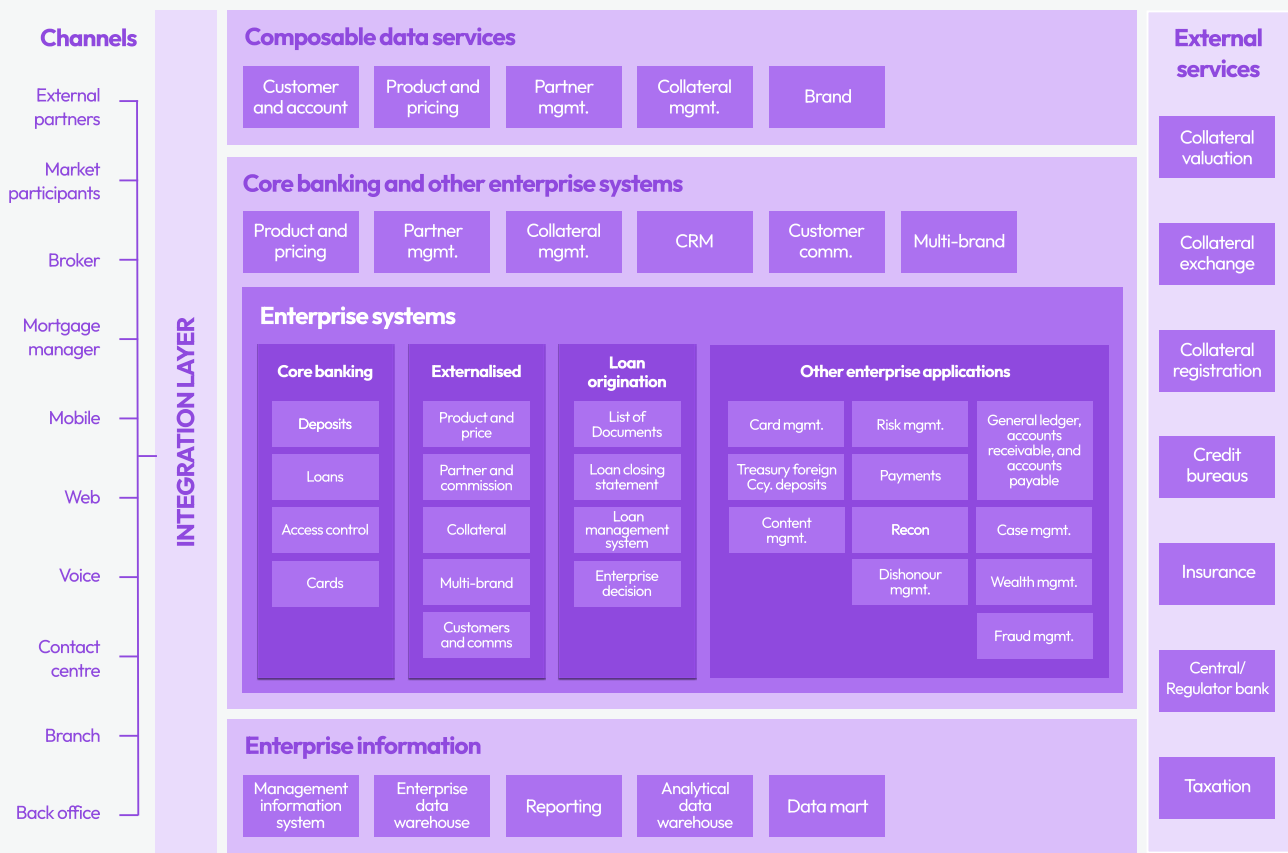 Channels
External
partners
Market
participants
Broker
Mortgage
manager
Mobile
Web
Voice
Contact
centre
Branch
Back office
INTEGRATION LAYER
Composable data services
Customer
and account
Product and
pricing
Partner
mgmt.
Collateral
mgmt.
Brand
Core banking and other enterprise systems
Product and
pricing
Partner
mgmt.
Collateral
mgmt.
CRM
Customer
comm.
Multi-brand
Enterprise systems
Core banking
Deposits
Loans
Access control
Cards
Externalised
Product and
price
Partner and
commission
Collateral
Multi-brand
Customers
and comms
Loan
origination
List of
Documents
Loan closing
statement
Loan
management
system
Enterprise
decision
Other enterprise applications
Card mgmt.
Treasury foreign
Ccy. deposits
Content
mgmt.
Risk mgmt.
Payments
Recon
Dishonour
mgmt.
General ledger,
accounts
receivable, and
accounts
payable
Case mgmt.
Wealth mgmt.
Fraud mgmt.
Enterprise information
Management
information
system
Enterprise
data
warehouse
Reporting
Analytical
data
warehouse
Data mart
External
services
Collateral
valuation
Collateral
exchange
Collateral
registration
Credit
bureaus
Insurance
Central/
Regulator bank
Taxation